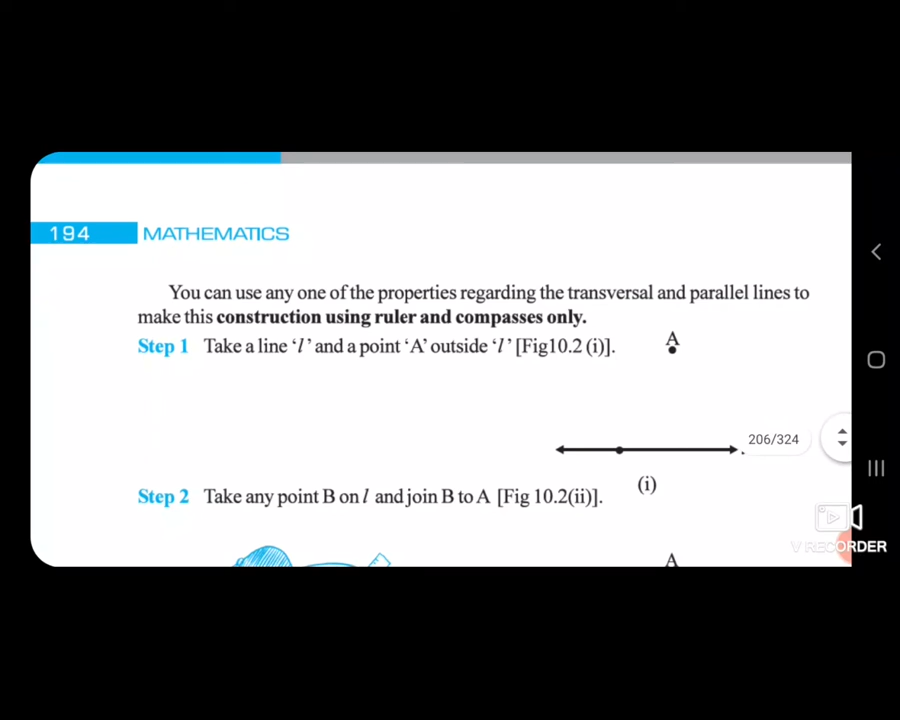 194 MATHEMATICS
You can use any one of the properties regarding the transversal and parallel lines to
make this construction using ruler and compasses only.
Step 1 Take a line ‘l’ and a point ‘A’ outside ‘l’ [Fig10.2 (i)].
A
206/324
(i)
Step 2 Take any point B on l and join B to A [Fig 10.2(ii)].
A
V RECORDER